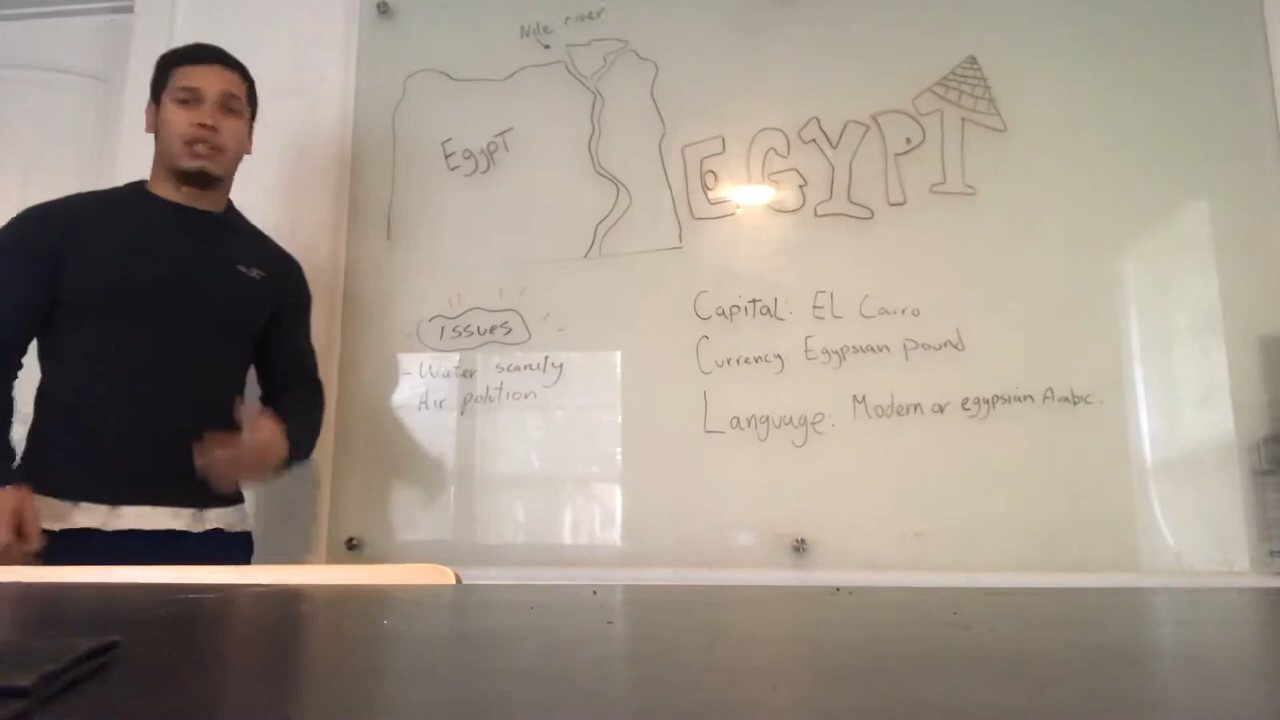 Nile river
Egypt
EGYPT
Issues
- Water scarsity
- Air polution
Capital: EL Cairo
Currency: Egypsian pound
Language: Modern or egypsian Arabic.